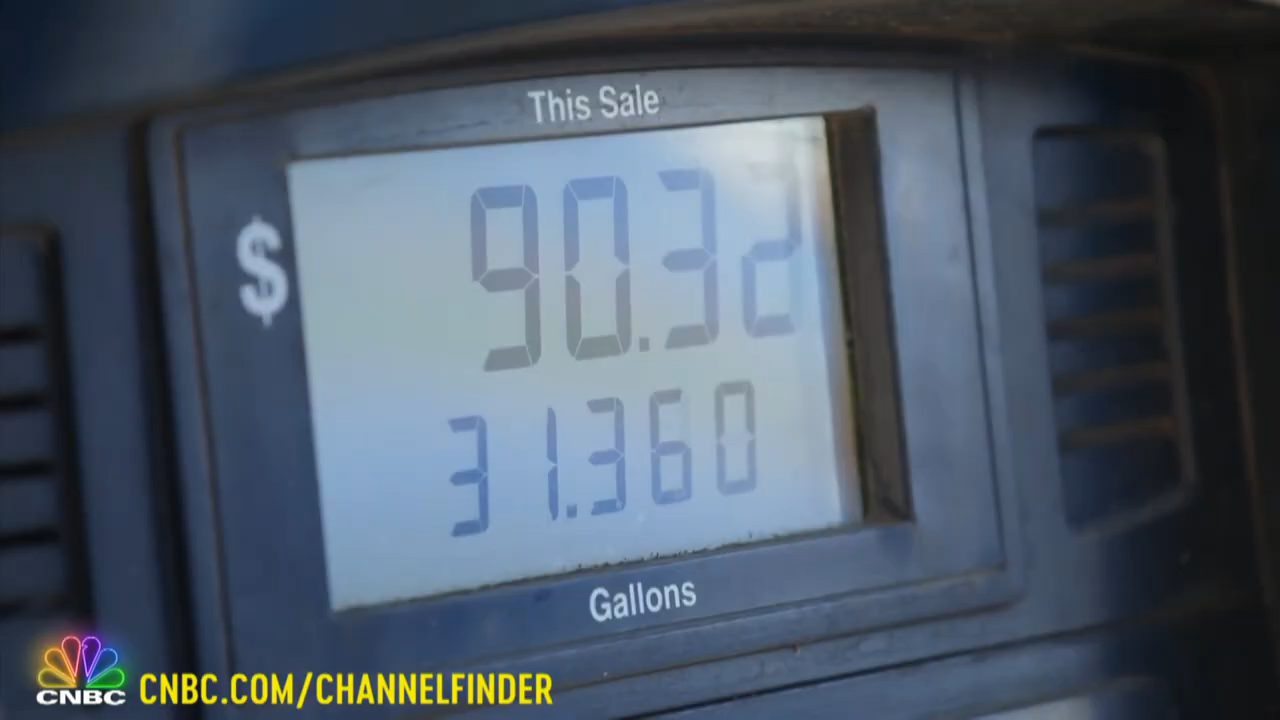 This Sale
$ 90.32
31.360
Gallons
CNBC CNBC.COM/CHANNELFINDER